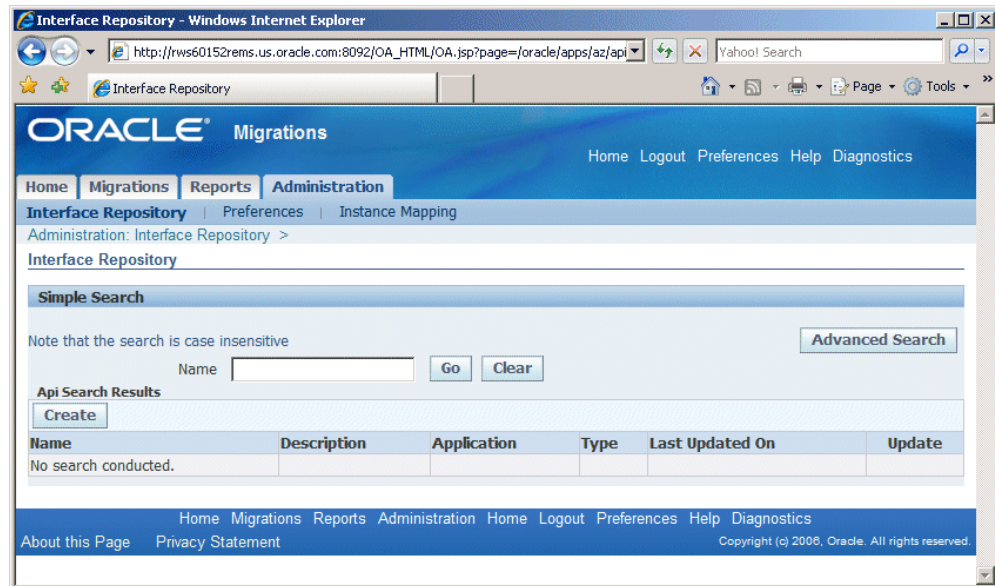 Interface Repository - Windows Internet Explorer
http://rws60152rems.us.oracle.com:8092/OA_HTML/OA.jsp?page=/oracle/apps/az/api
Yahoo! Search
Interface Repository
Page
Tools
»
ORACLE® Migrations
Home Logout Preferences Help Diagnostics
Home Migrations Reports Administration
Interface Repository | Preferences | Instance Mapping
Administration: Interface Repository >
Interface Repository
Simple Search
Note that the search is case insensitive
Advanced Search
Name
Go
Clear
Api Search Results
Create
Name Description Application Type Last Updated On Update
No search conducted.
Home Migrations Reports Administration Home Logout Preferences Help Diagnostics
About this Page Privacy Statement
Copyright (c) 2006, Oracle. All rights reserved.